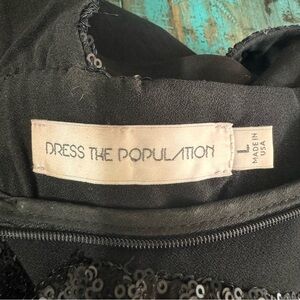 DRESS THE POPULATION
L
MADE IN
USA